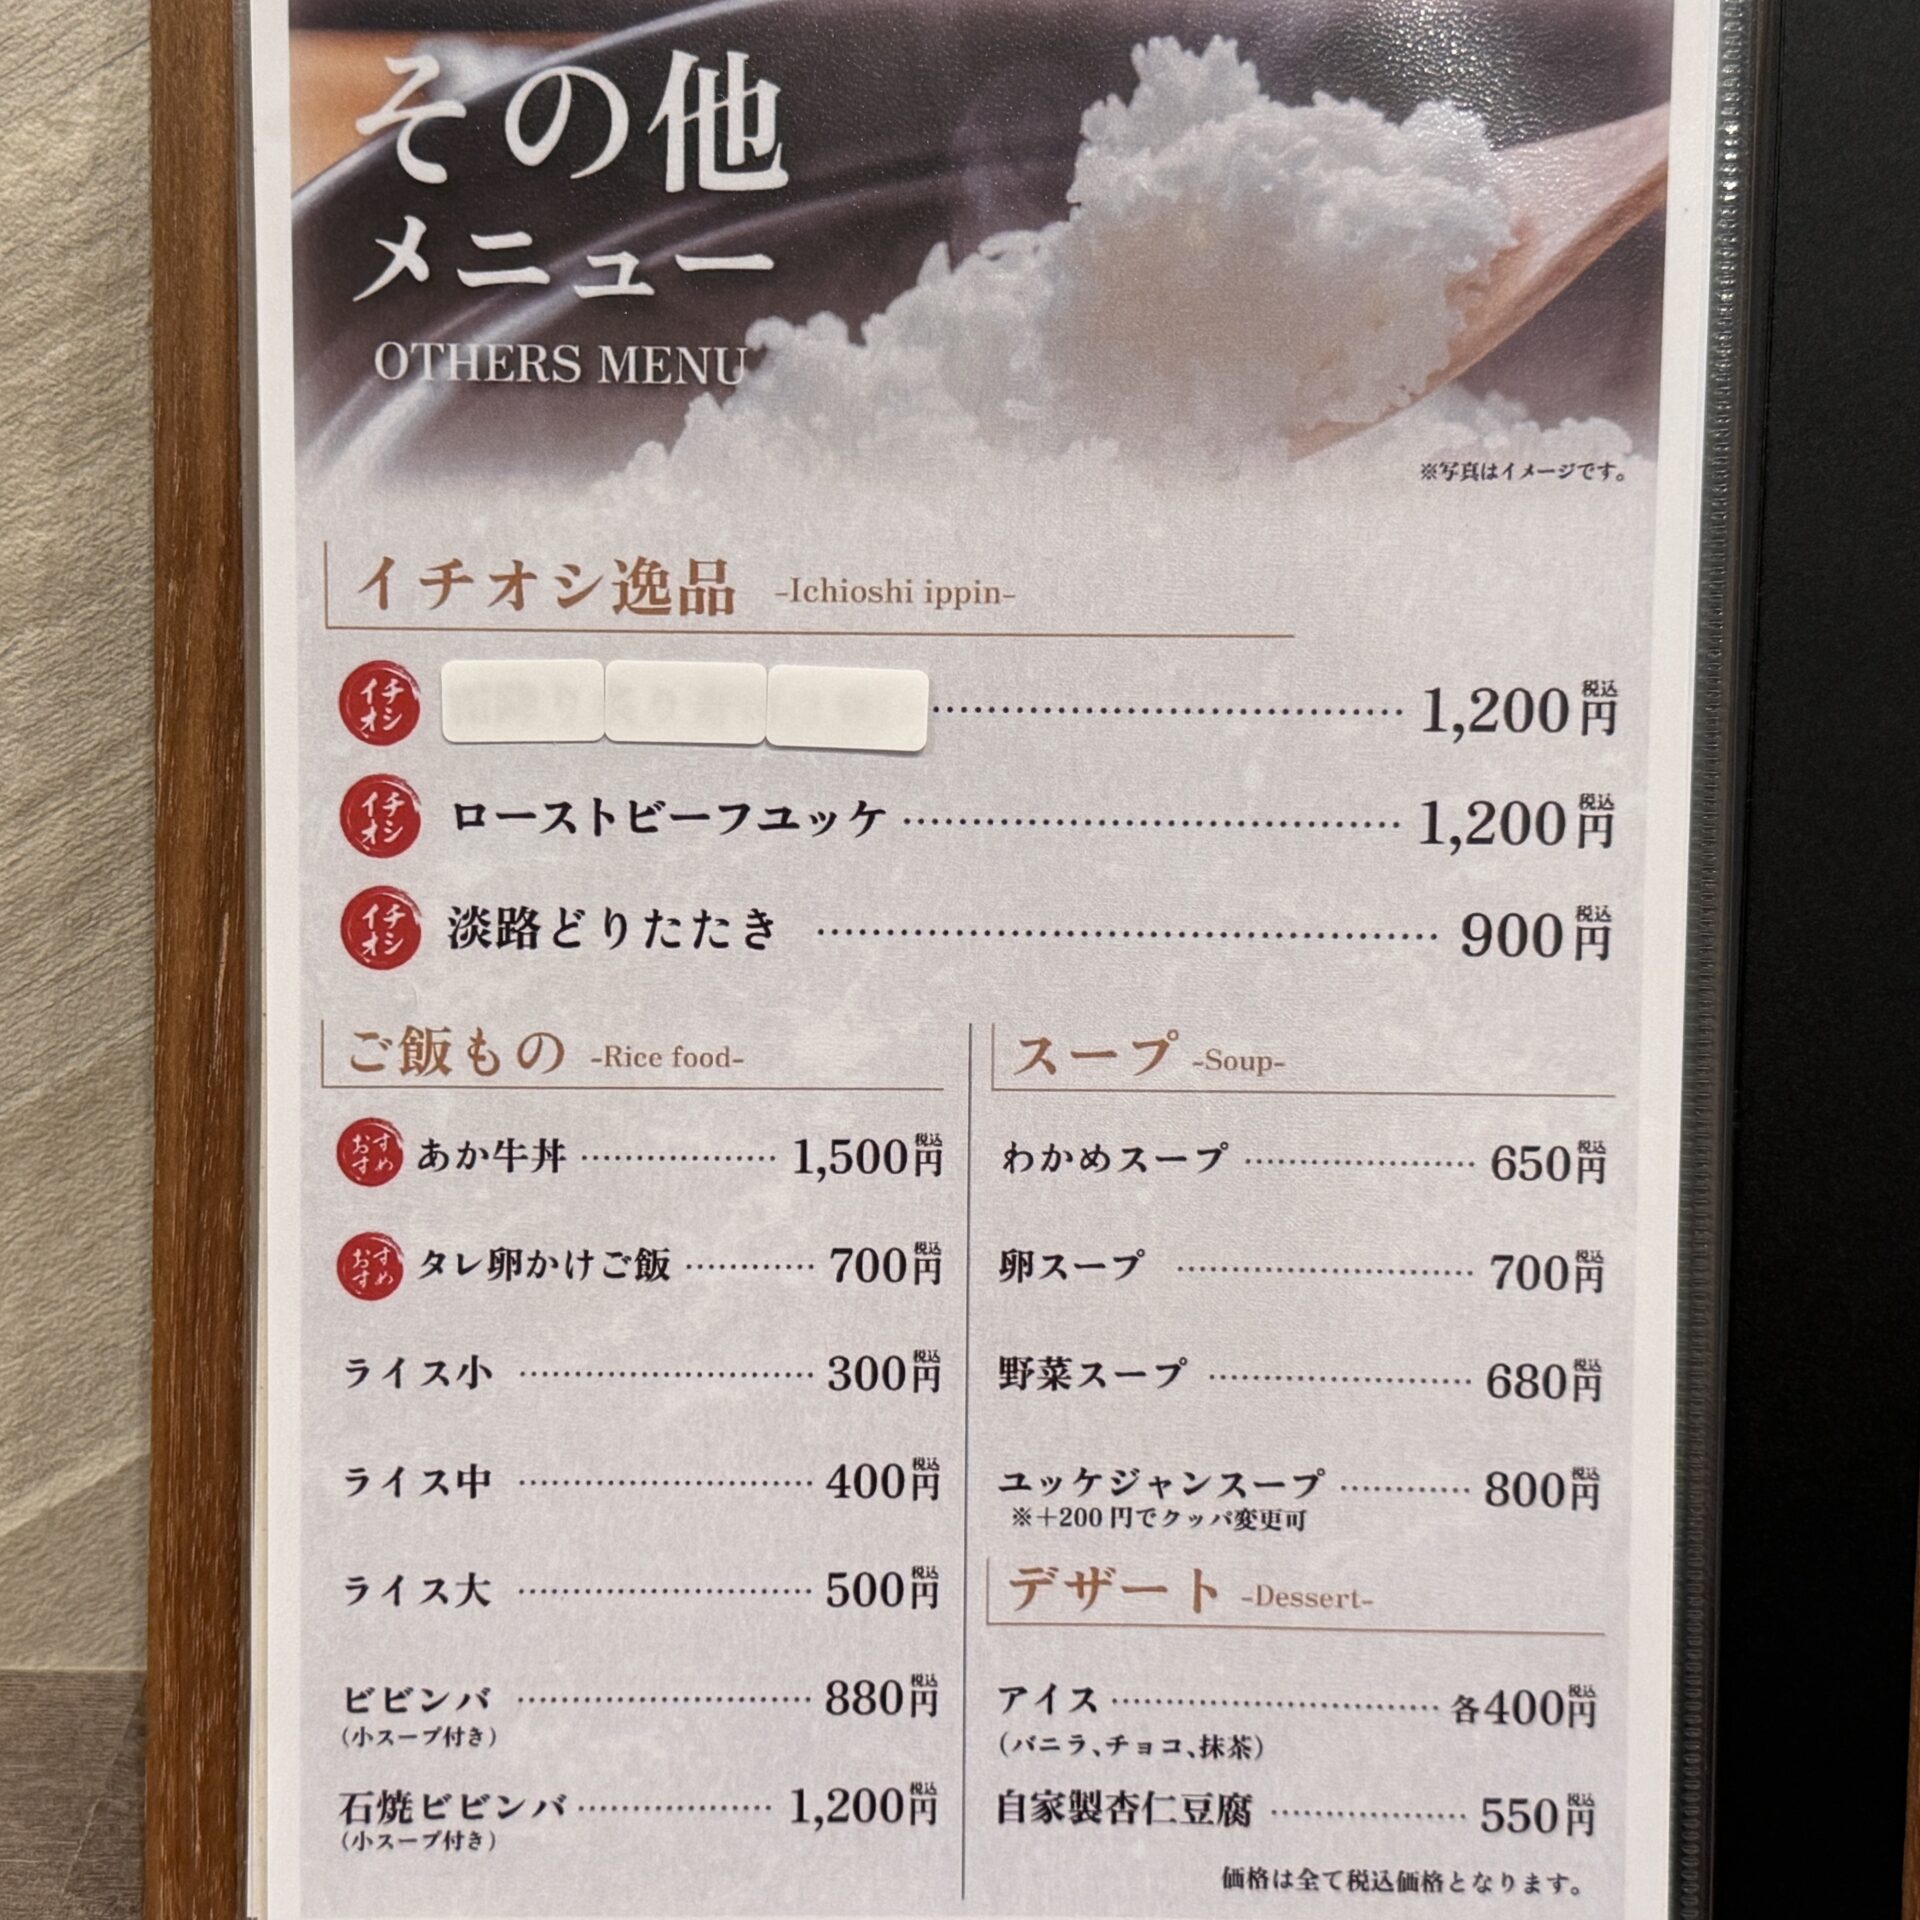 その他
メニュー
OTHERS MENU
※写真はイメージです。
イチオシ逸品 -Ichioshi ippin-
イチオシ 1,200円 税込
イチオシ ローストビーフユッケ 1,200円 税込
イチオシ 淡路どりたたき 900円 税込
ご飯もの -Rice food-
おすすめ あか牛丼 1,500円 税込
おすすめ タレ卵かけご飯 700円 税込
ライス小 300円 税込
ライス中 400円 税込
ライス大 500円 税込
ビビンバ 880円 税込
(小スープ付き)
石焼ビビンバ 1,200円 税込
(小スープ付き)
スープ -Soup-
わかめスープ 650円 税込
卵スープ 700円 税込
野菜スープ 680円 税込
ユッケジャンスープ 800円 税込
※+200円でクッパ変更可
デザート -Dessert-
アイス 各400円 税込
(バニラ、チョコ、抹茶)
自家製杏仁豆腐 550円 税込
価格は全て税込価格となります。